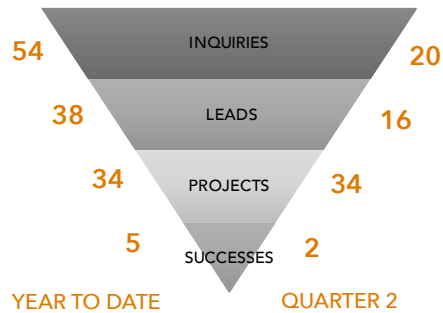 INQUIRIES
54
20
LEADS
38
16
34
PROJECTS
34
5
SUCCESSES
2
YEAR TO DATE
QUARTER 2